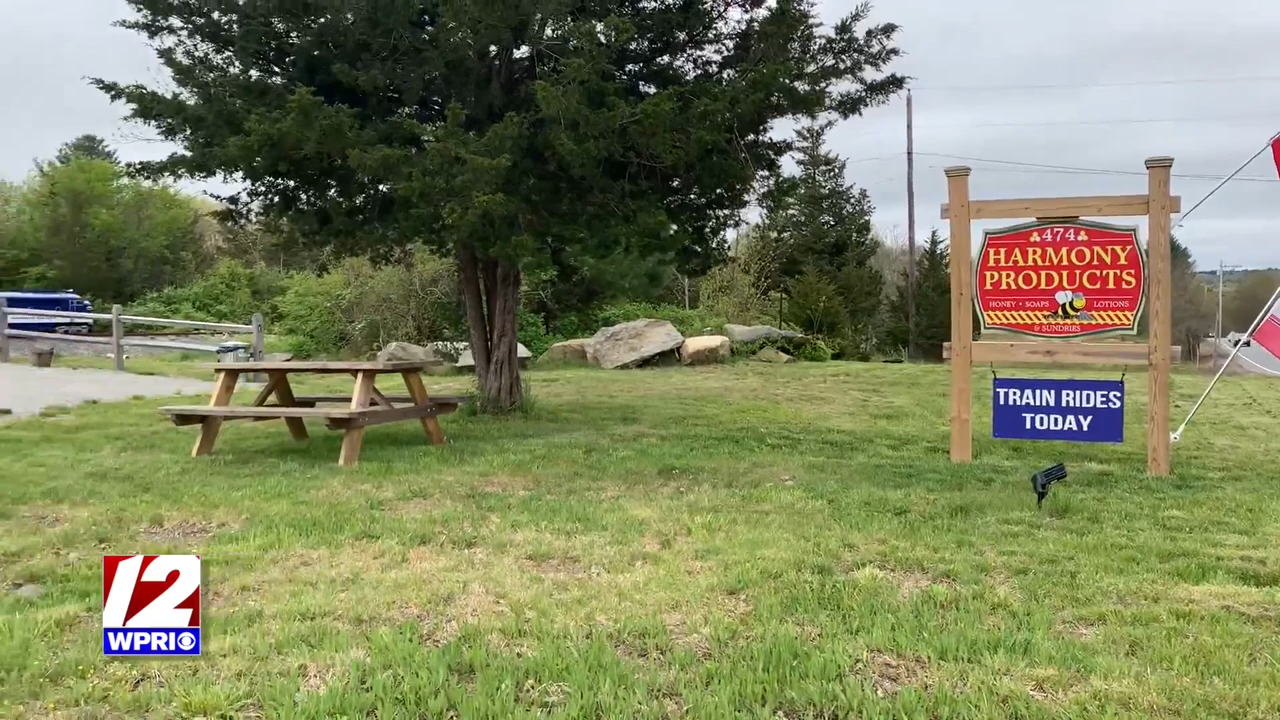 474
HARMONY
PRODUCTS
HONEY • SOAPS LOTIONS
& SUNDRIES
TRAIN RIDES
TODAY
12
WPRI